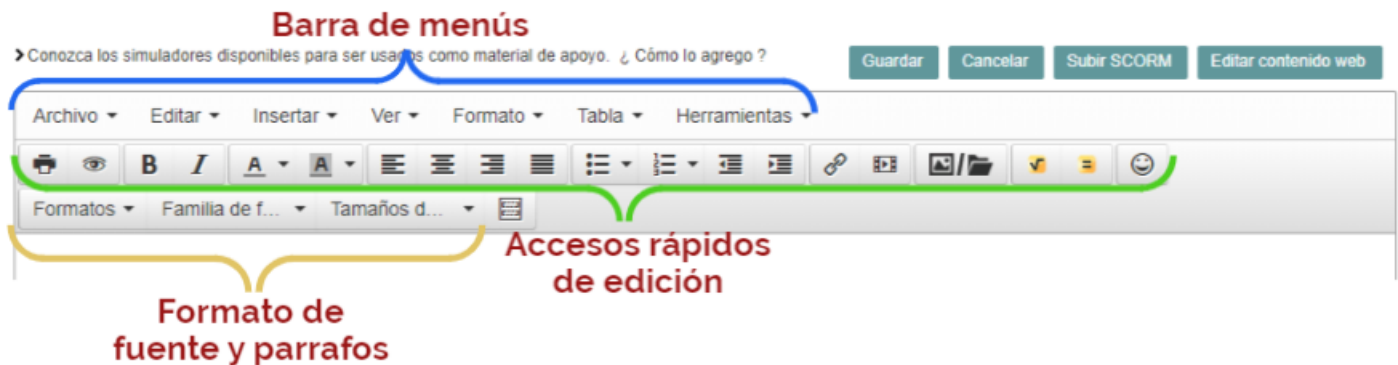 Barra de menús
Conozca los simuladores disponibles para ser usados como material de apoyo. ¿ Cómo lo agrego ?
Guardar Cancelar Subir SCORM Editar contenido web
Archivo Editar Insertar Ver Formato Tabla Herramientas
B I A A
Formatos Familia de f... Tamaños d...
Accesos rápidos
de edición
Formato de
fuente y parrafos